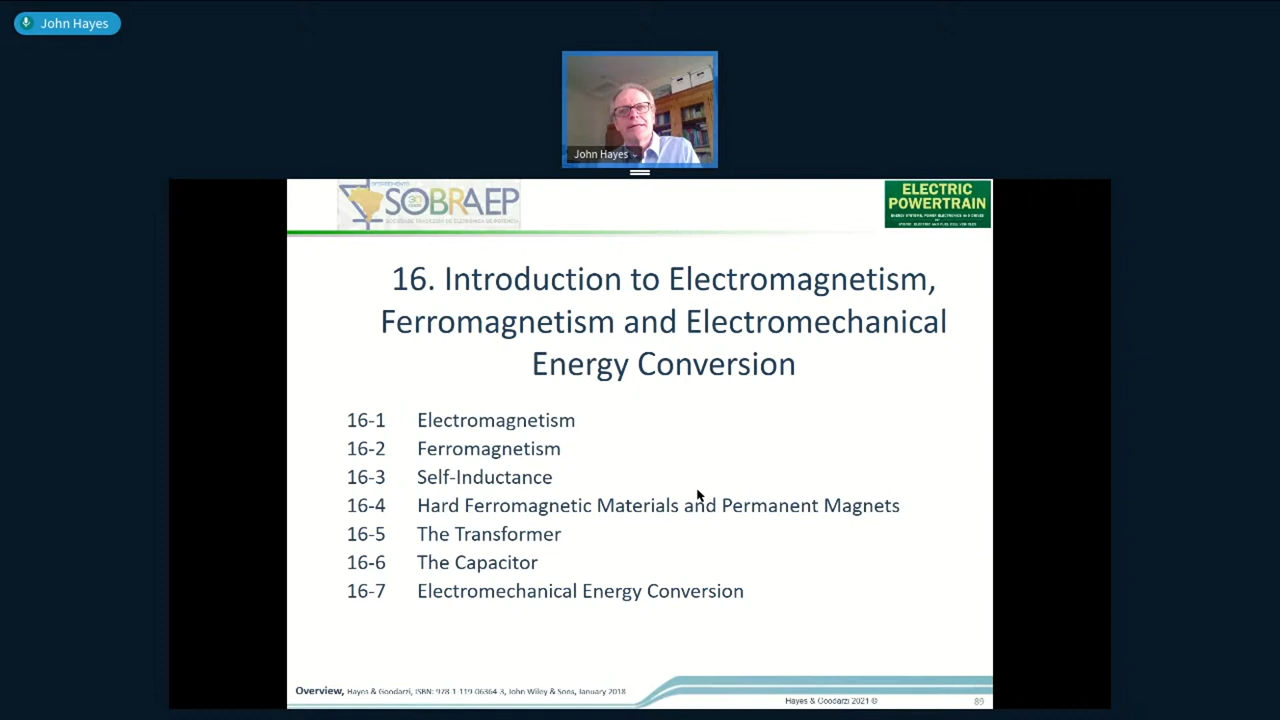 John Hayes
John Hayes
SOBRAEP
ELECTRIC
POWERTRAIN
16. Introduction to Electromagnetism,
Ferromagnetism and Electromechanical
Energy Conversion
16-1 Electromagnetism
16-2 Ferromagnetism
16-3 Self-Inductance
16-4 Hard Ferromagnetic Materials and Permanent Magnets
16-5 The Transformer
16-6 The Capacitor
16-7 Electromechanical Energy Conversion
Overview, Hayes & Goodarzi, ISBN: 978 1 119 06364 3, John Wiley & Sons, January 2018
Hayes & Goodarzi 2021 ©
89